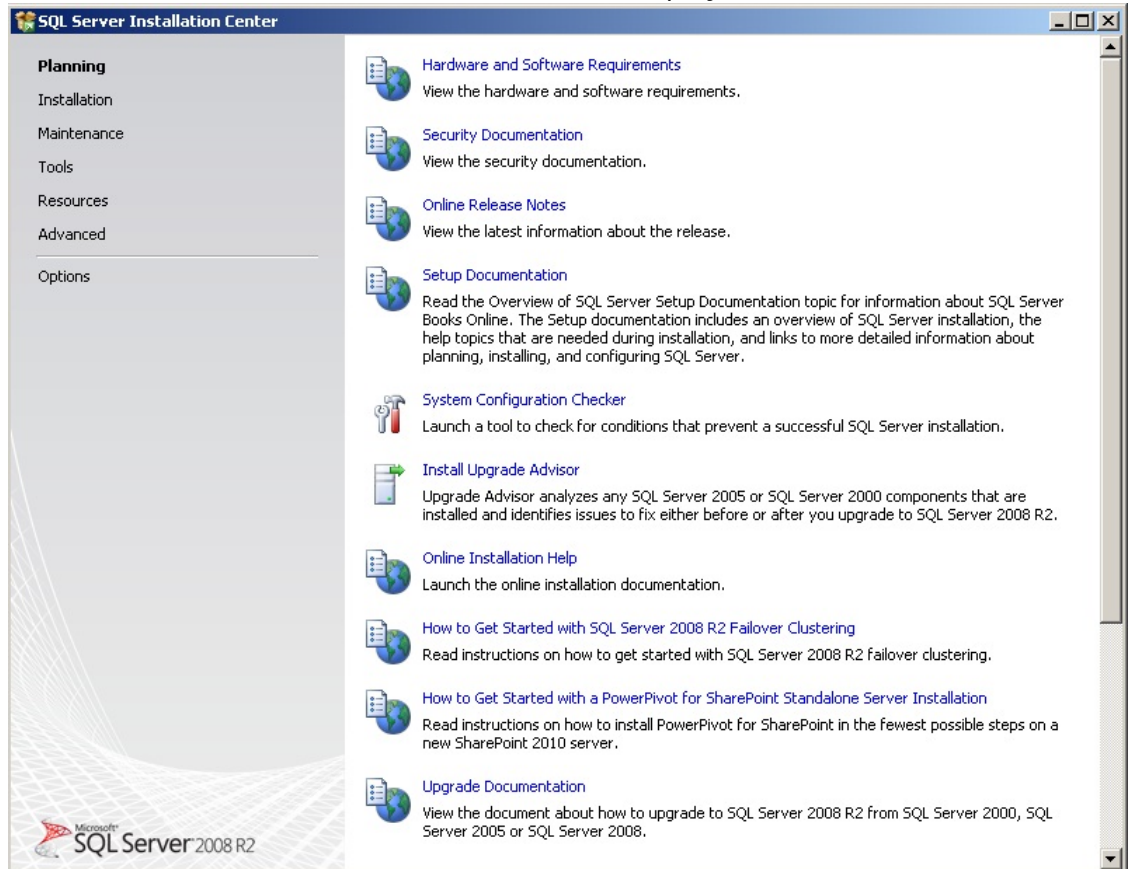 SQL Server Installation Center
Planning
Installation
Maintenance
Tools
Resources
Advanced
Options
Hardware and Software Requirements
View the hardware and software requirements.
Security Documentation
View the security documentation.
Online Release Notes
View the latest information about the release.
Setup Documentation
Read the Overview of SQL Server Setup Documentation topic for information about SQL Server
Books Online. The Setup documentation includes an overview of SQL Server installation, the
help topics that are needed during installation, and links to more detailed information about
planning, installing, and configuring SQL Server.
System Configuration Checker
Launch a tool to check for conditions that prevent a successful SQL Server installation.
Install Upgrade Advisor
Upgrade Advisor analyzes any SQL Server 2005 or SQL Server 2000 components that are
installed and identifies issues to fix either before or after you upgrade to SQL Server 2008 R2.
Online Installation Help
Launch the online installation documentation.
How to Get Started with SQL Server 2008 R2 Failover Clustering
Read instructions on how to get started with SQL Server 2008 R2 failover clustering.
How to Get Started with a PowerPivot for SharePoint Standalone Server Installation
Read instructions on how to install PowerPivot for SharePoint in the fewest possible steps on a
new SharePoint 2010 server.
Upgrade Documentation
View the document about how to upgrade to SQL Server 2008 R2 from SQL Server 2000, SQL
Server 2005 or SQL Server 2008.
Microsoft
SQL Server 2008 R2